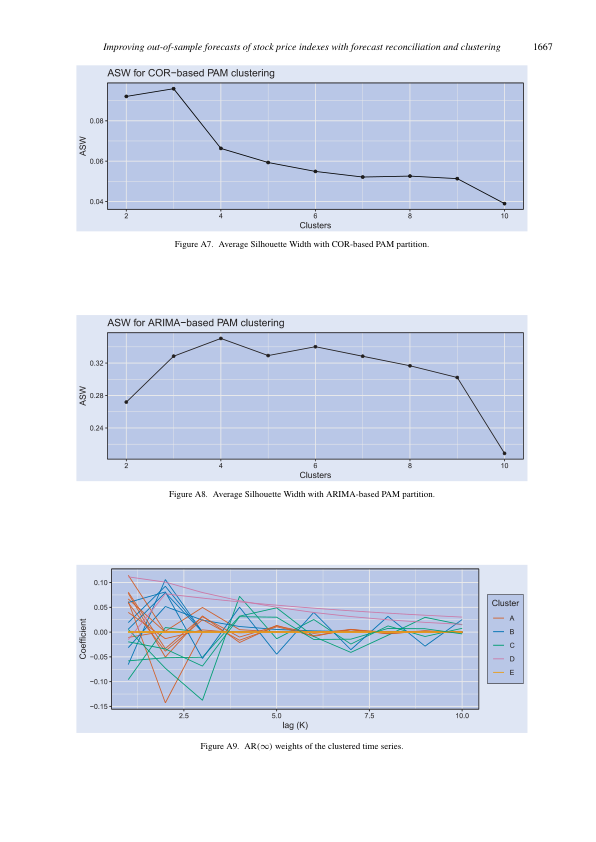 Improving out-of-sample forecasts of stock price indexes with forecast reconciliation and clustering 1667
ASW for COR−based PAM clustering
ASW
0.08
0.06
0.04
2 4 6 8 10
Clusters
Figure A7. Average Silhouette Width with COR-based PAM partition.
ASW for ARIMA−based PAM clustering
ASW
0.32
0.28
0.24
2 4 6 8 10
Clusters
Figure A8. Average Silhouette Width with ARIMA-based PAM partition.
Coefficient
0.10
0.05
0.00
−0.05
−0.10
−0.15
2.5 5.0 7.5 10.0
lag (K)
Cluster
A
B
C
D
E
Figure A9. AR(∞) weights of the clustered time series.